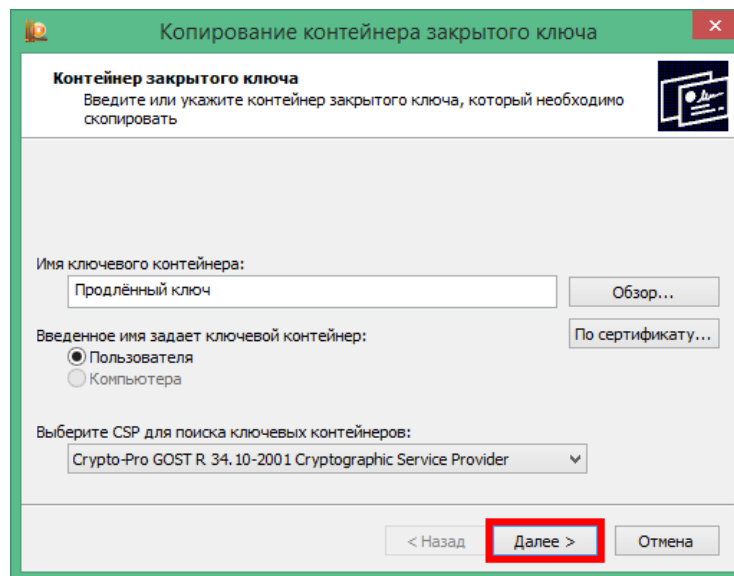 Копирование контейнера закрытого ключа
Контейнер закрытого ключа
Введите или укажите контейнер закрытого ключа, который необходимо
скопировать
Имя ключевого контейнера:
Продлённый ключ
Обзор...
Введенное имя задает ключевой контейнер:
По сертификату...
Пользователя
Компьютера
Выберите CSP для поиска ключевых контейнеров:
Crypto-Pro GOST R 34.10-2001 Cryptographic Service Provider
< Назад
Далее >
Отмена